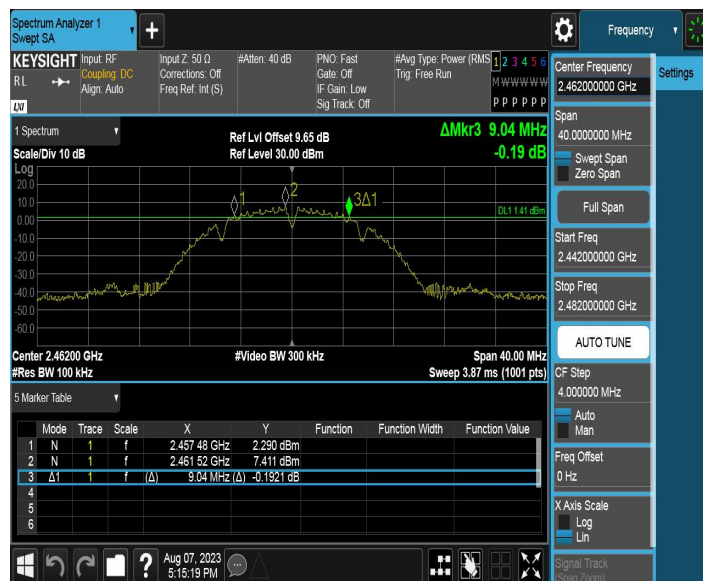 Spectrum Analyzer 1
Swept SA
Frequency
KEYSIGHT
RL
LXI
Input: RF
Coupling: DC
Align: Auto
Input Z: 50 Ω
Corrections: Off
Freq Ref: Int (S)
#Atten: 40 dB
PNO: Fast
Gate: Off
IF Gain: Low
Sig Track: Off
#Avg Type: Power (RMS
Trig: Free Run
1 2 3 4 5 6
M W W W W W
P P P P P P
1 Spectrum
Scale/Div 10 dB
Ref Lvl Offset 9.65 dB
Ref Level 30.00 dBm
ΔMkr3 9.04 MHz
-0.19 dB
Log
20.0
10.0
0.00
-10.0
-20.0
-30.0
-40.0
-50.0
-60.0
1
2
3Δ1
DL1 1.41 dBm
Center 2.46200 GHz
#Video BW 300 kHz
Span 40.00 MHz
#Res BW 100 kHz
Sweep 3.87 ms (1001 pts)
5 Marker Table
Mode Trace Scale X Y Function Function Width Function Value
1 N 1 f 2.457 48 GHz 2.290 dBm
2 N 1 f 2.461 52 GHz 7.411 dBm
3 Δ1 1 f (Δ) 9.04 MHz (Δ) -0.1921 dB
4
5
6
?
Aug 07, 2023
5:15:19 PM
Center Frequency
2.462000000 GHz
Settings
Span
40.0000000 MHz
Swept Span
Zero Span
Full Span
Start Freq
2.442000000 GHz
Stop Freq
2.482000000 GHz
AUTO TUNE
CF Step
4.000000 MHz
Auto
Man
Freq Offset
0 Hz
X Axis Scale
Log
Lin
Signal Track
(Span Zoom)